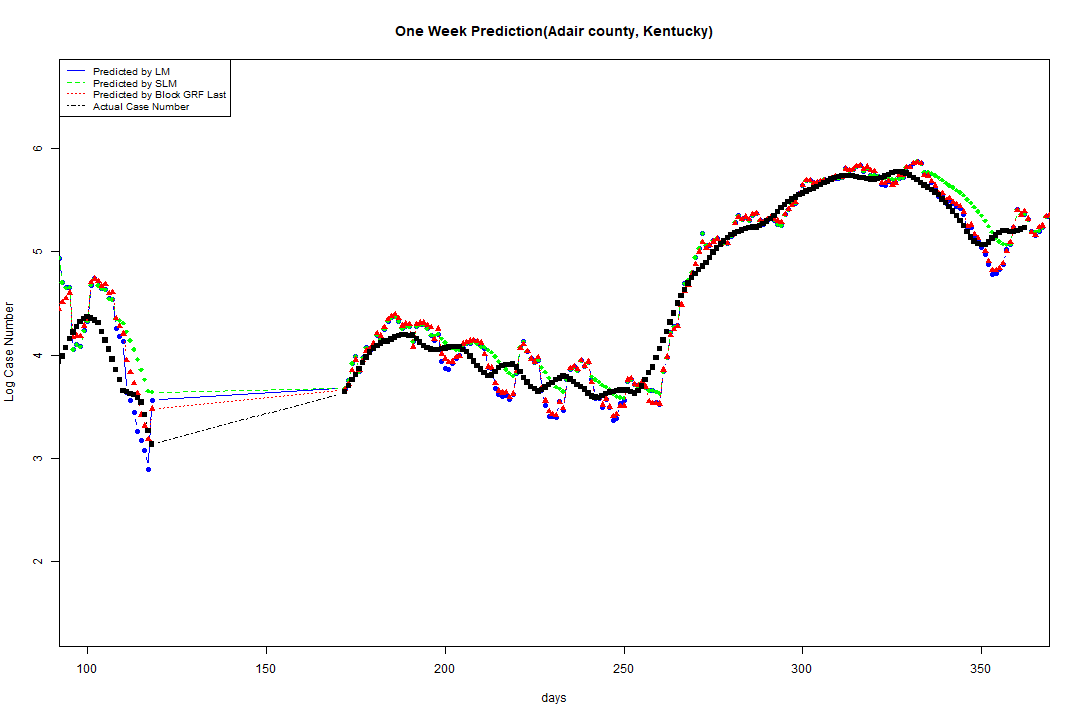 One Week Prediction(Adair county, Kentucky)
Predicted by LM
Predicted by SLM
Predicted by Block GRF Last
Actual Case Number
6
5
4
3
2
Log Case Number
100 150 200 250 300 350
days